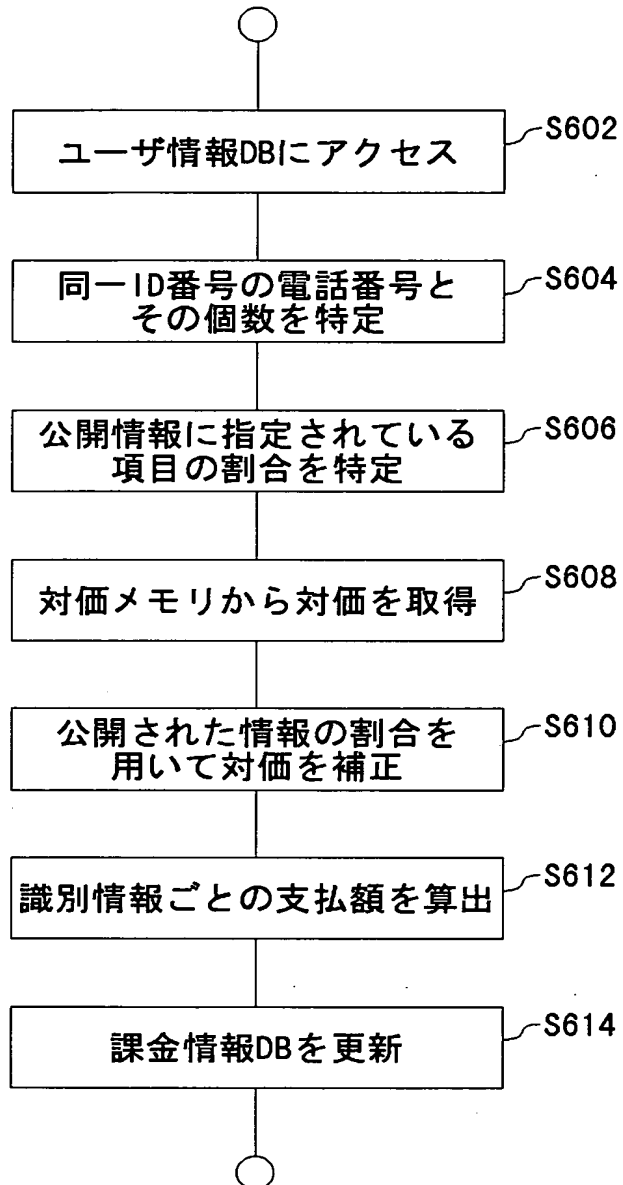 ユーザ情報DBにアクセス
S602
同一ID番号の電話番号と
その個数を特定
S604
公開情報に指定されている
項目の割合を特定
S606
対価メモリから対価を取得
S608
公開された情報の割合を
用いて対価を補正
S610
識別情報ごとの支払額を算出
S612
課金情報DBを更新
S614